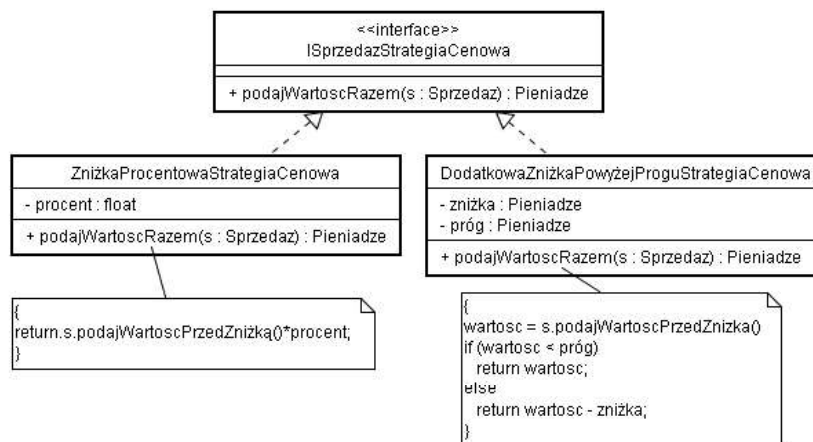 <<interface>>
ISprzedazStrategiaCenowa
+ podajWartoscRazem(s : Sprzedaz) : Pieniadze
ZniżkaProcentowaStrategiaCenowa
- procent : float
+ podajWartoscRazem(s : Sprzedaz) : Pieniadze
{
return.s.podajWartoscPrzedZniżką()*procent;
}
DodatkowaZniżkaPowyżejProguStrategiaCenowa
- zniżka : Pieniadze
- próg : Pieniadze
+ podajWartoscRazem(s : Sprzedaz) : Pieniadze
{
wartosc = s.podajWartoscPrzedZnizka()
if (wartosc < próg)
return wartosc;
else
return wartosc - zniżka;
}